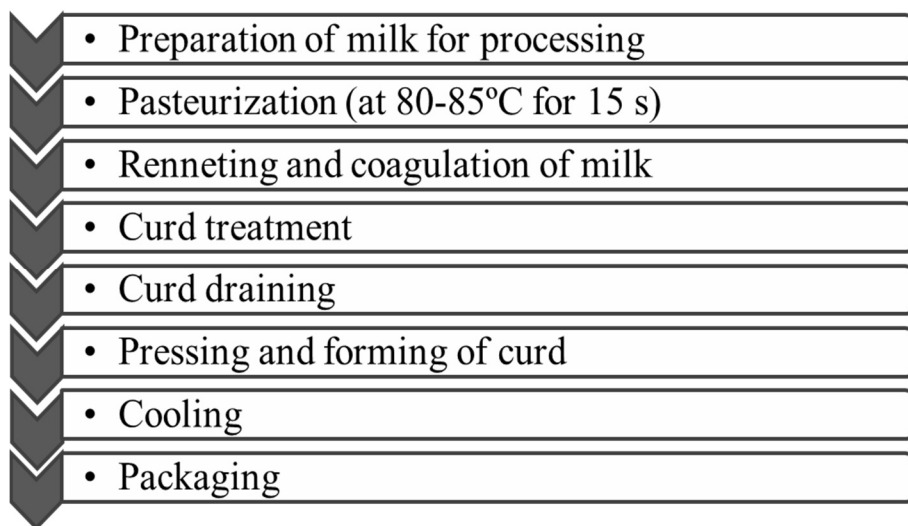 • Preparation of milk for processing
• Pasteurization (at 80-85ºC for 15 s)
• Renneting and coagulation of milk
• Curd treatment
• Curd draining
• Pressing and forming of curd
• Cooling
• Packaging